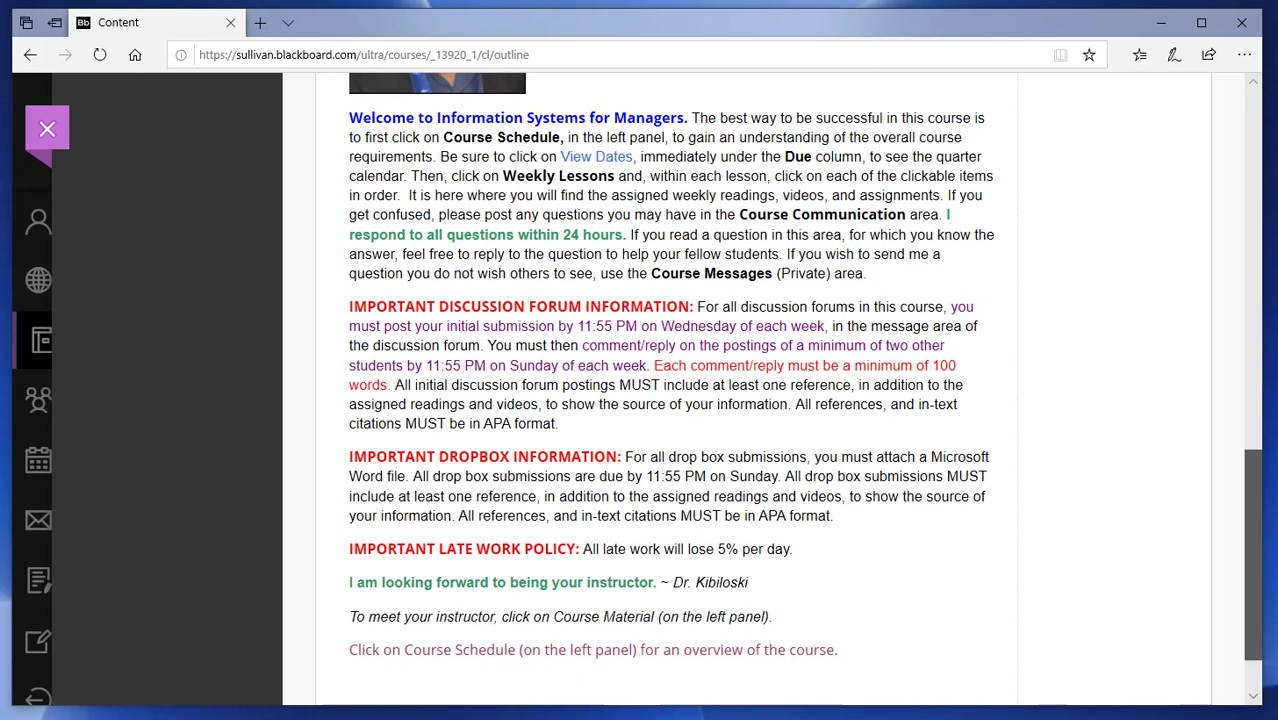 Content
https://sullivan.blackboard.com/ultra/courses/_13920_1/cl/outline
Welcome to Information Systems for Managers. The best way to be successful in this course is
to first click on Course Schedule, in the left panel, to gain an understanding of the overall course
requirements. Be sure to click on View Dates, immediately under the Due column, to see the quarter
calendar. Then, click on Weekly Lessons and, within each lesson, click on each of the clickable items
in order. It is here where you will find the assigned weekly readings, videos, and assignments. If you
get confused, please post any questions you may have in the Course Communication area. I
respond to all questions within 24 hours. If you read a question in this area, for which you know the
answer, feel free to reply to the question to help your fellow students. If you wish to send me a
question you do not wish others to see, use the Course Messages (Private) area.
IMPORTANT DISCUSSION FORUM INFORMATION: For all discussion forums in this course, you
must post your initial submission by 11:55 PM on Wednesday of each week, in the message area of
the discussion forum. You must then comment/reply on the postings of a minimum of two other
students by 11:55 PM on Sunday of each week. Each comment/reply must be a minimum of 100
words. All initial discussion forum postings MUST include at least one reference, in addition to the
assigned readings and videos, to show the source of your information. All references, and in-text
citations MUST be in APA format.
IMPORTANT DROPBOX INFORMATION: For all drop box submissions, you must attach a Microsoft
Word file. All drop box submissions are due by 11:55 PM on Sunday. All drop box submissions MUST
include at least one reference, in addition to the assigned readings and videos, to show the source of
your information. All references, and in-text citations MUST be in APA format.
IMPORTANT LATE WORK POLICY: All late work will lose 5% per day.
I am looking forward to being your instructor. ~ Dr. Kibiloski
To meet your instructor, click on Course Material (on the left panel).
Click on Course Schedule (on the left panel) for an overview of the course.